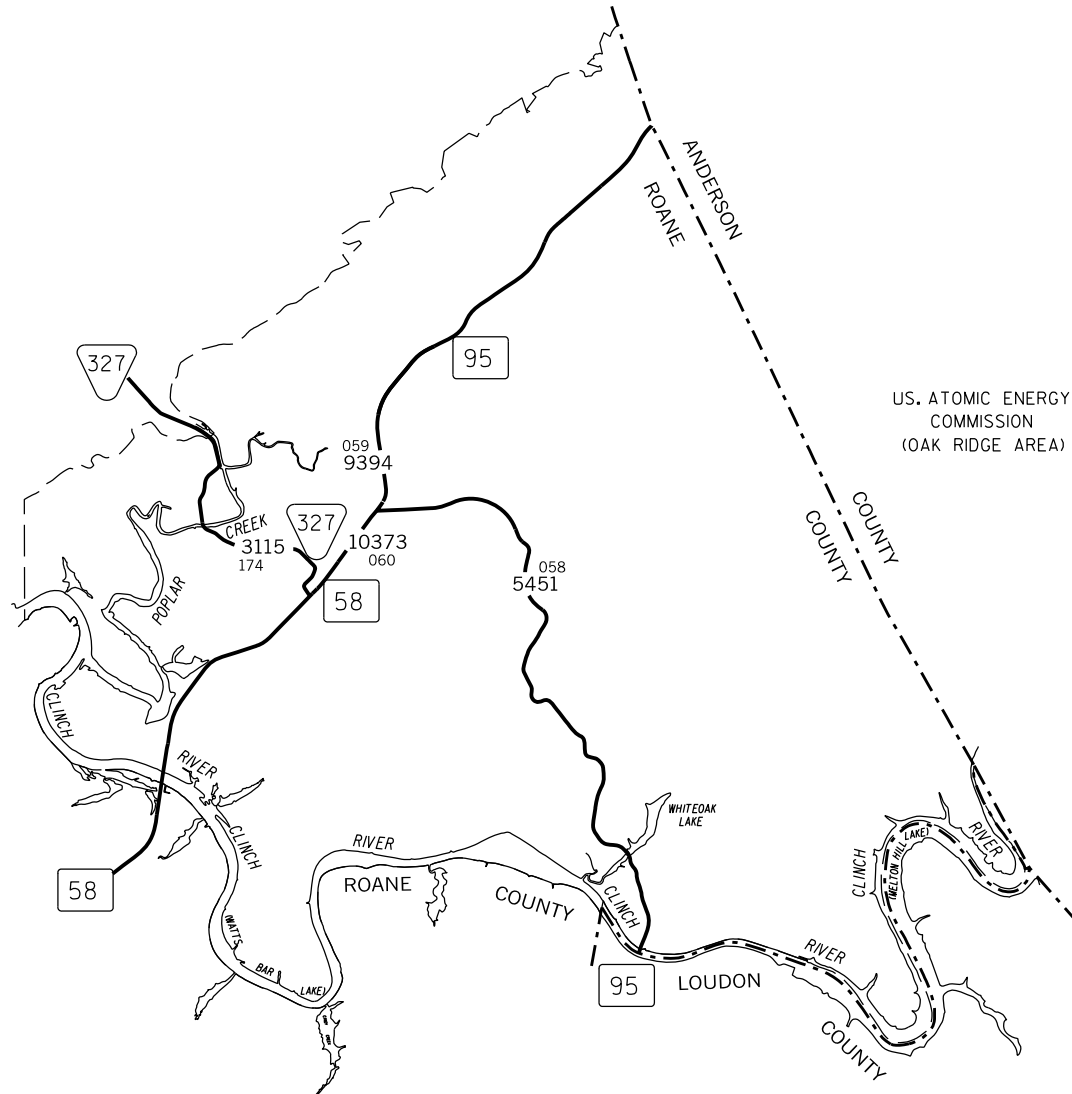 ANDERSON
ROANE
95
327
US. ATOMIC ENERGY
COMMISSION
(OAK RIDGE AREA)
059
9394
COUNTY
COUNTY
327
CREEK
3115
174
10373
060
058
5451
58
POPLAR
CLINCH
RIVER
WHITEOAK
LAKE
CLINCH
RIVER
ROANE
COUNTY
CLINCH
CLINCH
(MELTON HILL LAKE)
RIVER
58
(WATTS
BAR
LAKE)
95
LOUDON
RIVER
COUNTY